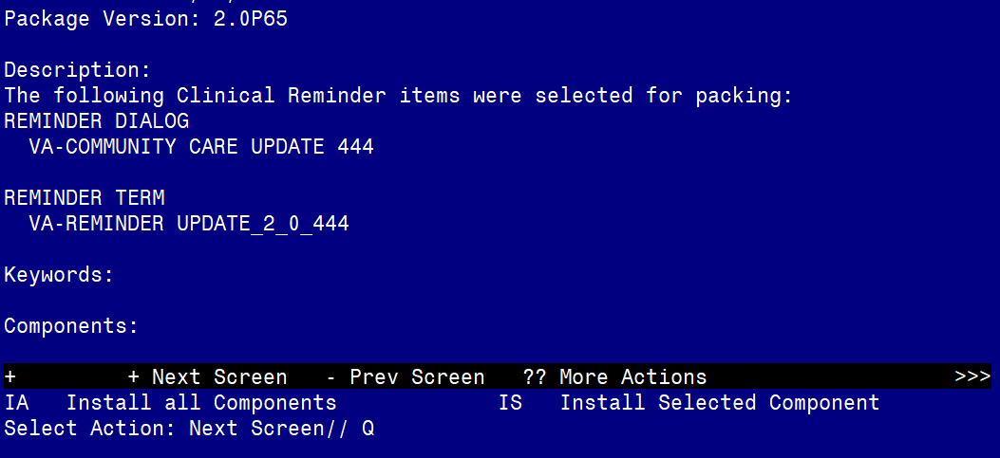 Package Version: 2.0P65
Description:
The following Clinical Reminder items were selected for packing:
REMINDER DIALOG
VA-COMMUNITY CARE UPDATE 444
REMINDER TERM
VA-REMINDER UPDATE_2_0_444
Keywords:
Components:
+ + Next Screen - Prev Screen ?? More Actions >>>
IA Install all Components IS Install Selected Component
Select Action: Next Screen// Q